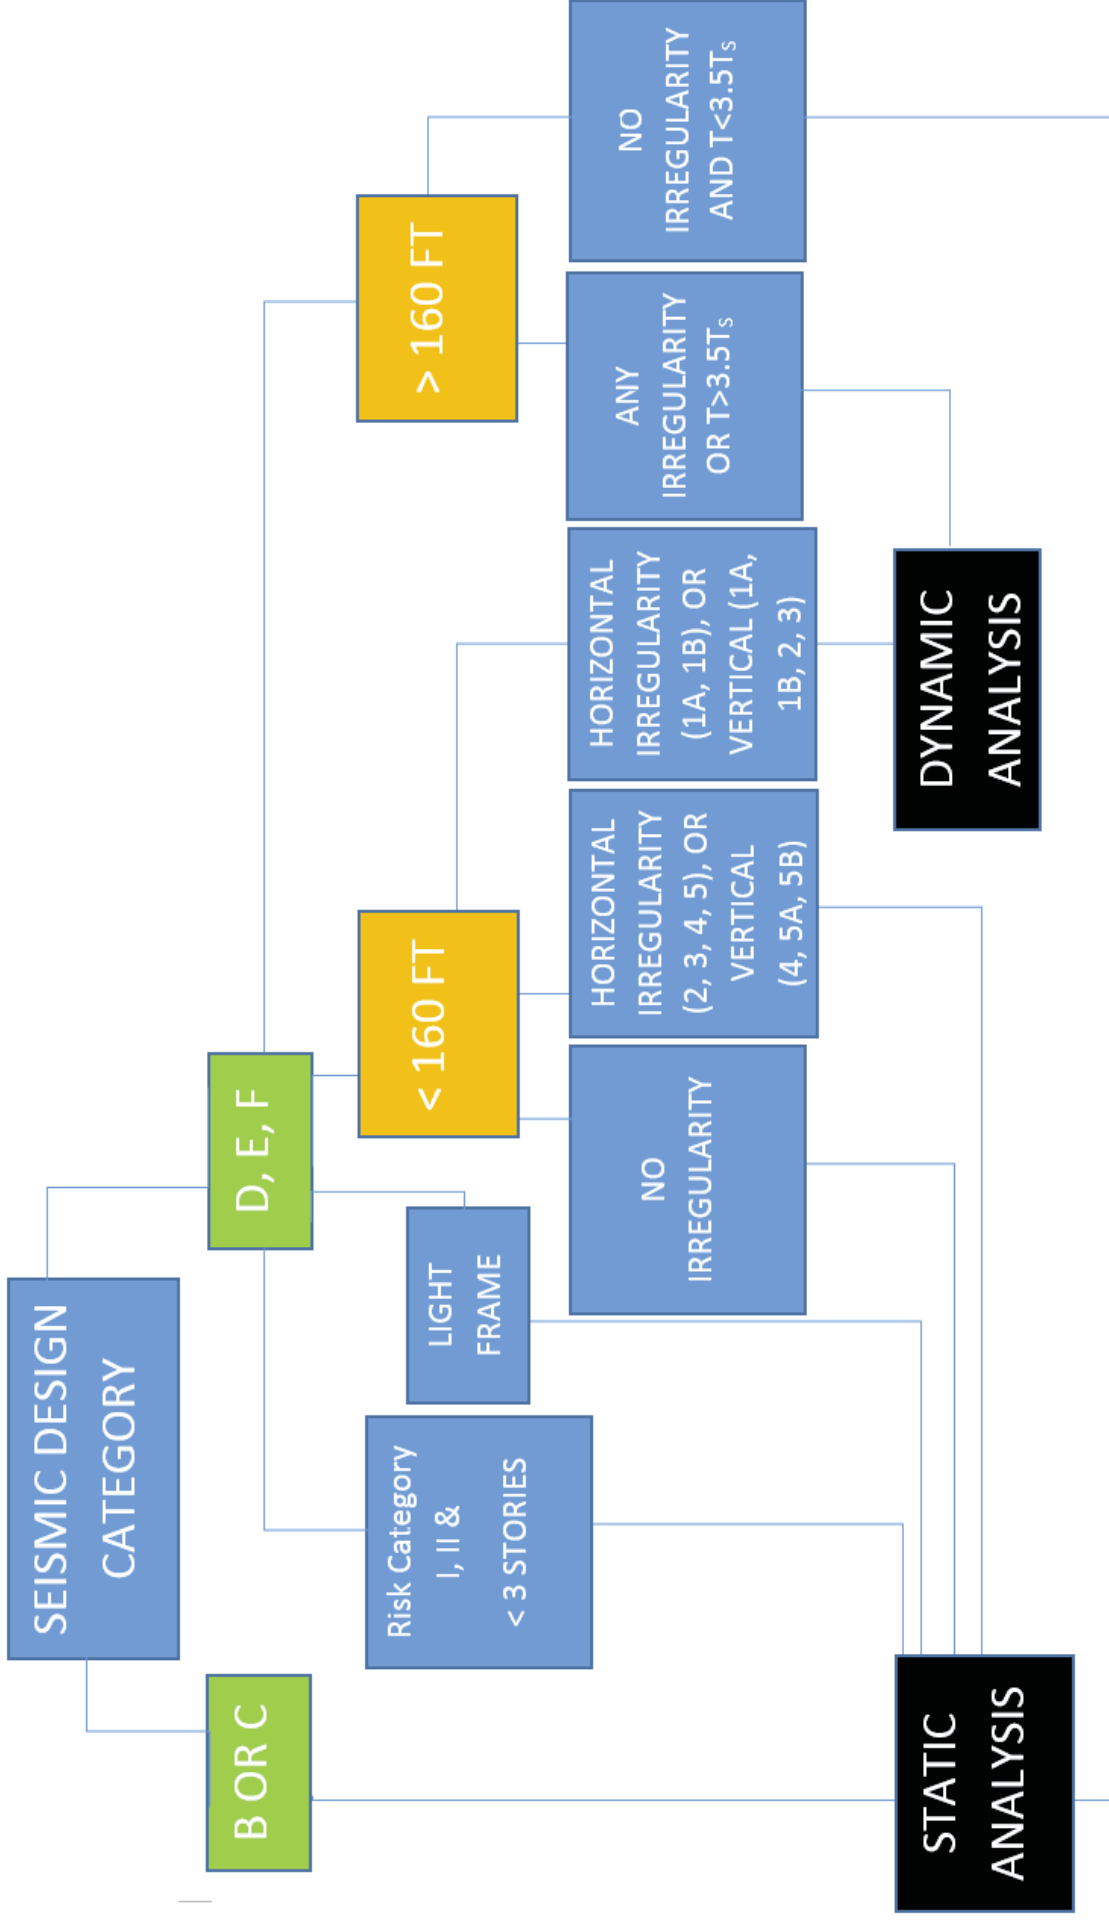 SEISMIC DESIGN
CATEGORY
B OR C
D, E, F
Risk Category
I, II &
< 3 STORIES
LIGHT
FRAME
< 160 FT
> 160 FT
NO
IRREGULARITY
HORIZONTAL
IRREGULARITY
(2, 3, 4, 5), OR
VERTICAL
(4, 5A, 5B)
HORIZONTAL
IRREGULARITY
(1A, 1B), OR
VERTICAL (1A,
1B, 2, 3)
ANY
IRREGULARITY
OR T>3.5Tₛ
NO
IRREGULARITY
AND T<3.5Tₛ
STATIC
ANALYSIS
DYNAMIC
ANALYSIS